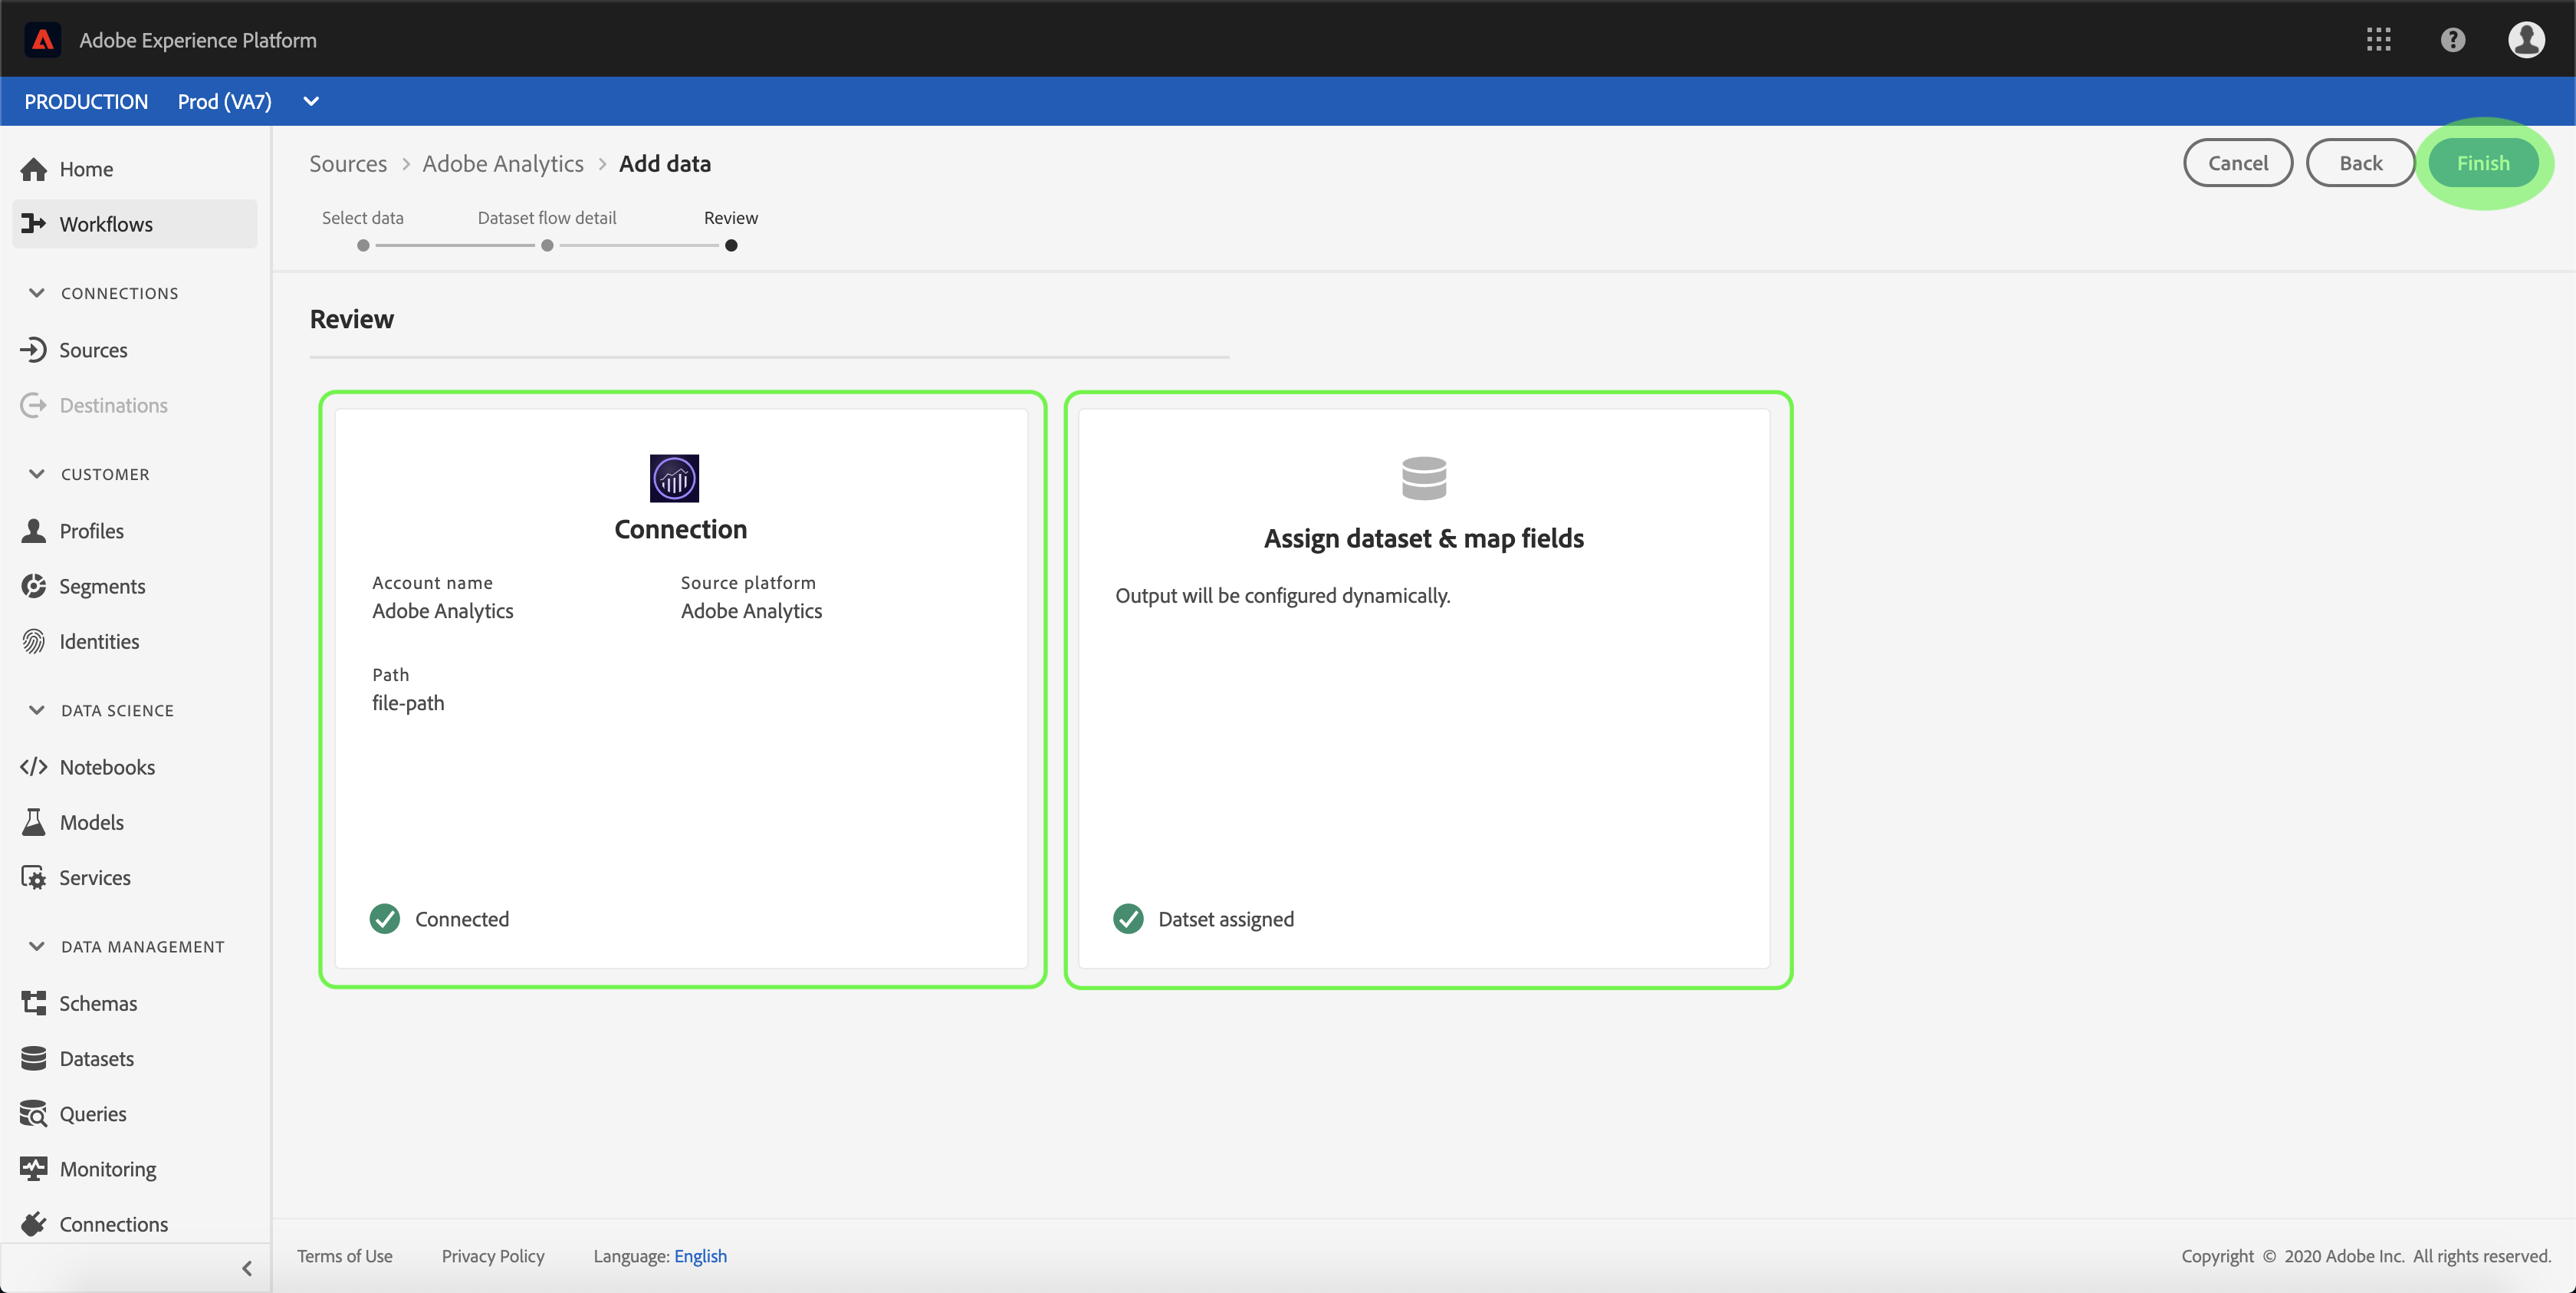 Adobe Experience Platform
PRODUCTION Prod (VA7)
Home
Workflows
CONNECTIONS
Sources
Destinations
CUSTOMER
Profiles
Segments
Identities
DATA SCIENCE
Notebooks
Models
Services
DATA MANAGEMENT
Schemas
Datasets
Queries
Monitoring
Connections
Sources > Adobe Analytics > Add data
Cancel Back Finish
Select data Dataset flow detail Review
Review
Connection
Account name Source platform
Adobe Analytics Adobe Analytics
Path
file-path
Connected
Assign dataset & map fields
Output will be configured dynamically.
Datset assigned
Terms of Use Privacy Policy Language: English
Copyright © 2020 Adobe Inc. All rights reserved.